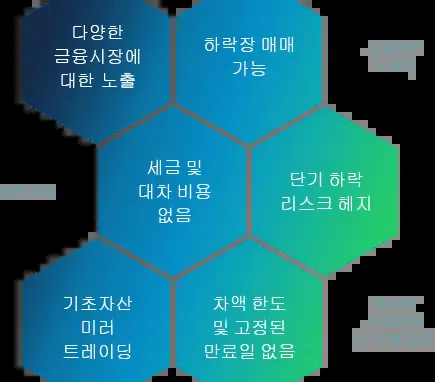 다양한
금융시장에
대한 노출
하락장 매매
가능
세금 및
대차 비용
없음
단기 하락
리스크 헤지
기초자산
미러
트레이딩
차액 한도
및 고정된
만료일 없음